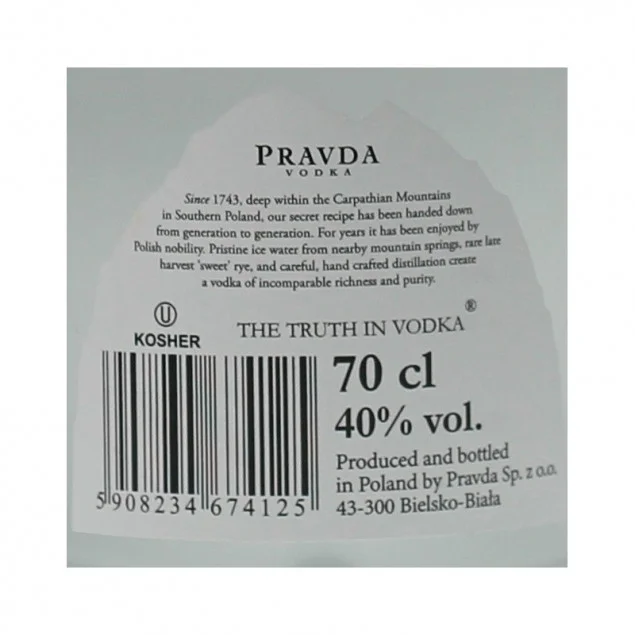 PRAVDA
VODKA
Since 1743, deep within the Carpathian Mountains
in Southern Poland, our secret recipe has been handed down
from generation to generation. For years it has been enjoyed by
Polish nobility. Pristine ice water from nearby mountain springs, rare late
harvest 'sweet' rye, and careful, hand crafted distillation create
a vodka of incomparable richness and purity.
U
KOSHER
THE TRUTH IN VODKA®
70 cl
40% vol.
Produced and bottled
in Poland by Pravda Sp. z o.o.
43-300 Bielsko-Biała
5 908234 674125